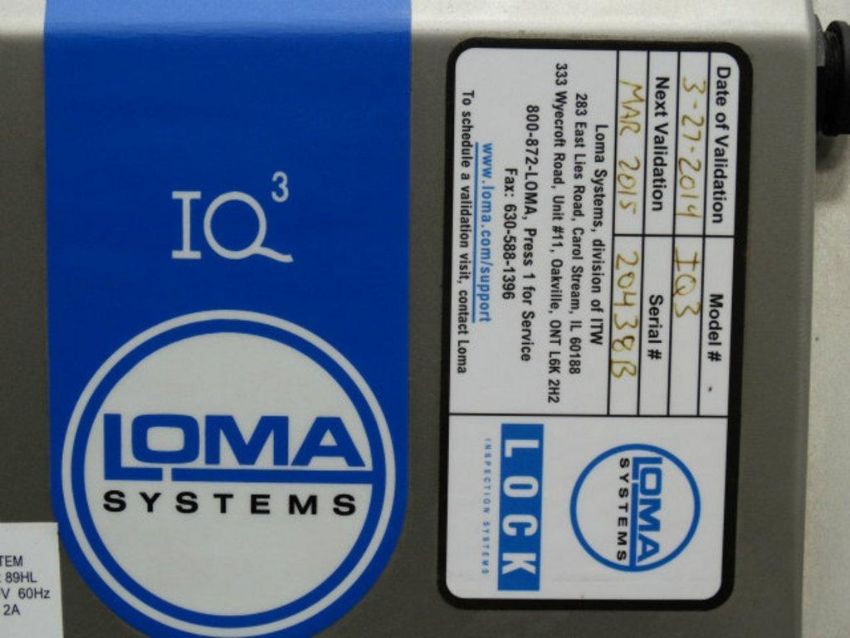 IQ3
LOMA
SYSTEMS
TEM
89HL
V 60Hz
2A
Date of Validation
Model #
3-27-2014
IQ3
Next Validation
Serial #
MAR 2015
20438B
Loma Systems, division of ITW
283 East Lies Road, Carol Stream, IL 60188
333 Wyecroft Road, Unit #11, Oakville, ONT L6K 2H2
800-872-LOMA, Press 1 for Service
Fax: 630-588-1396
www.loma.com/support
To schedule a validation visit, contact Loma
LOMA
SYSTEMS
LOCK
INSPECTION SYSTEMS